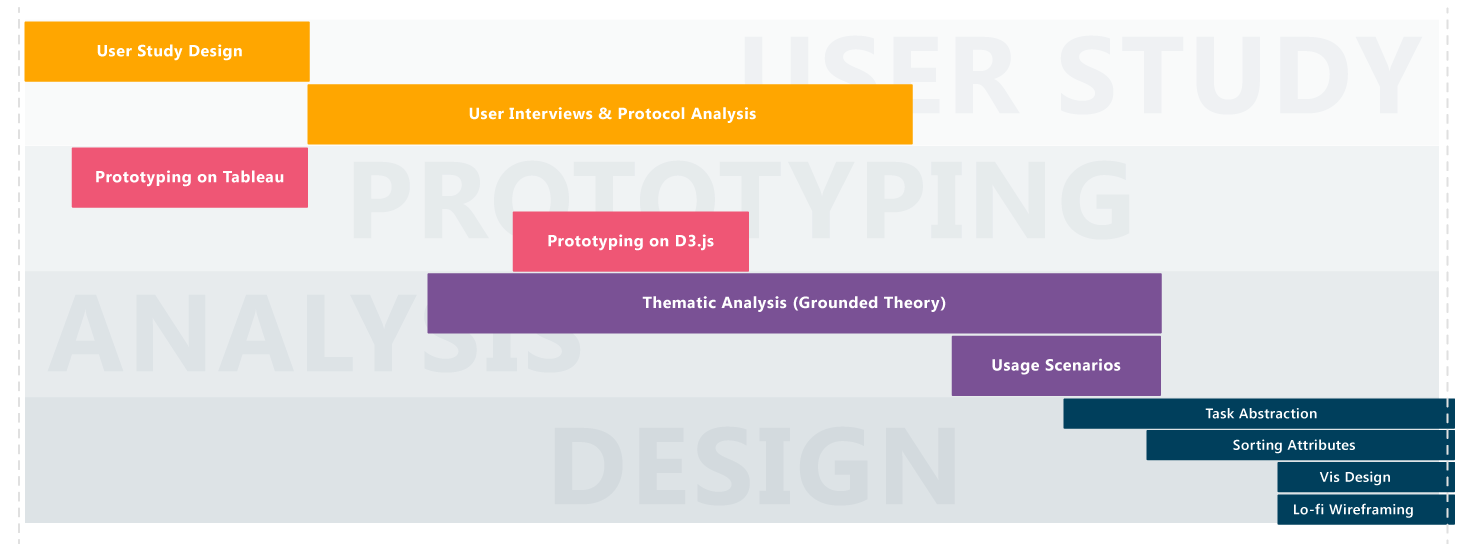 USER STUDY
User Study Design
User Interviews & Protocol Analysis
PROTOTYPING
Prototyping on Tableau
Prototyping on D3.js
ANALYSIS
Thematic Analysis (Grounded Theory)
Usage Scenarios
DESIGN
Task Abstraction
Sorting Attributes
Vis Design
Lo-fi Wireframing